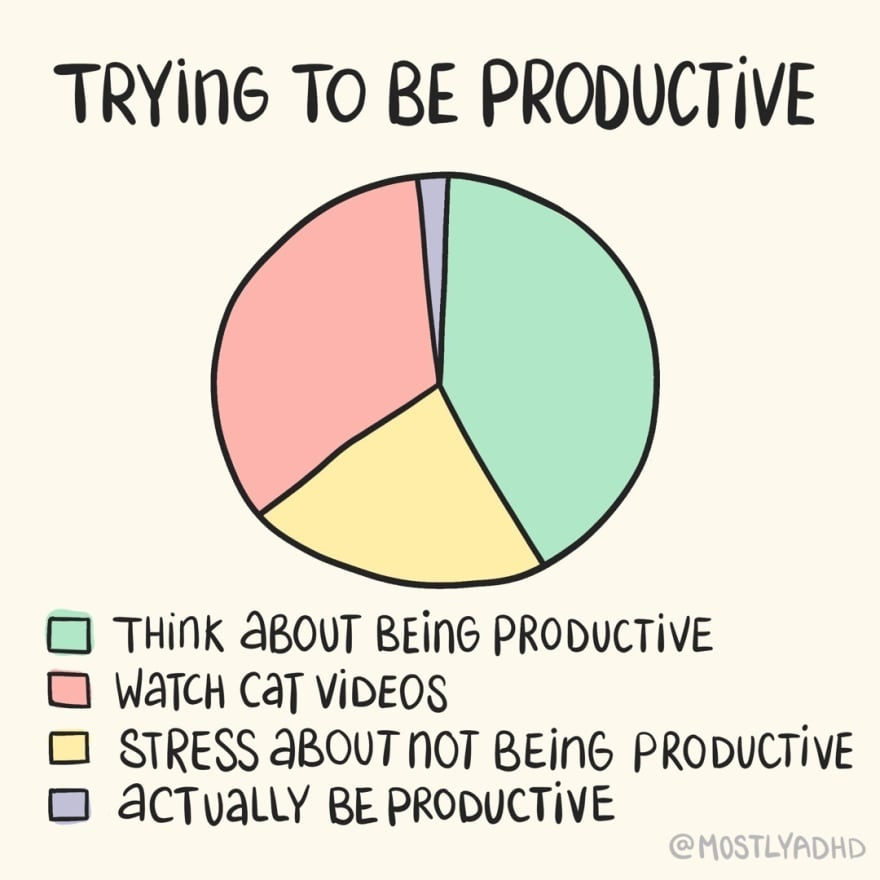 TRYiNG TO BE PRODUCTiVE
THiNK aBOUT BEiNG PRODUCTiVE
WaTCH CaT ViDEOS
STRESS aBOUT NOT BEiNG PRODUCTiVE
aCTUaLLY BE PRODUCTiVE
@MOSTLYADHD